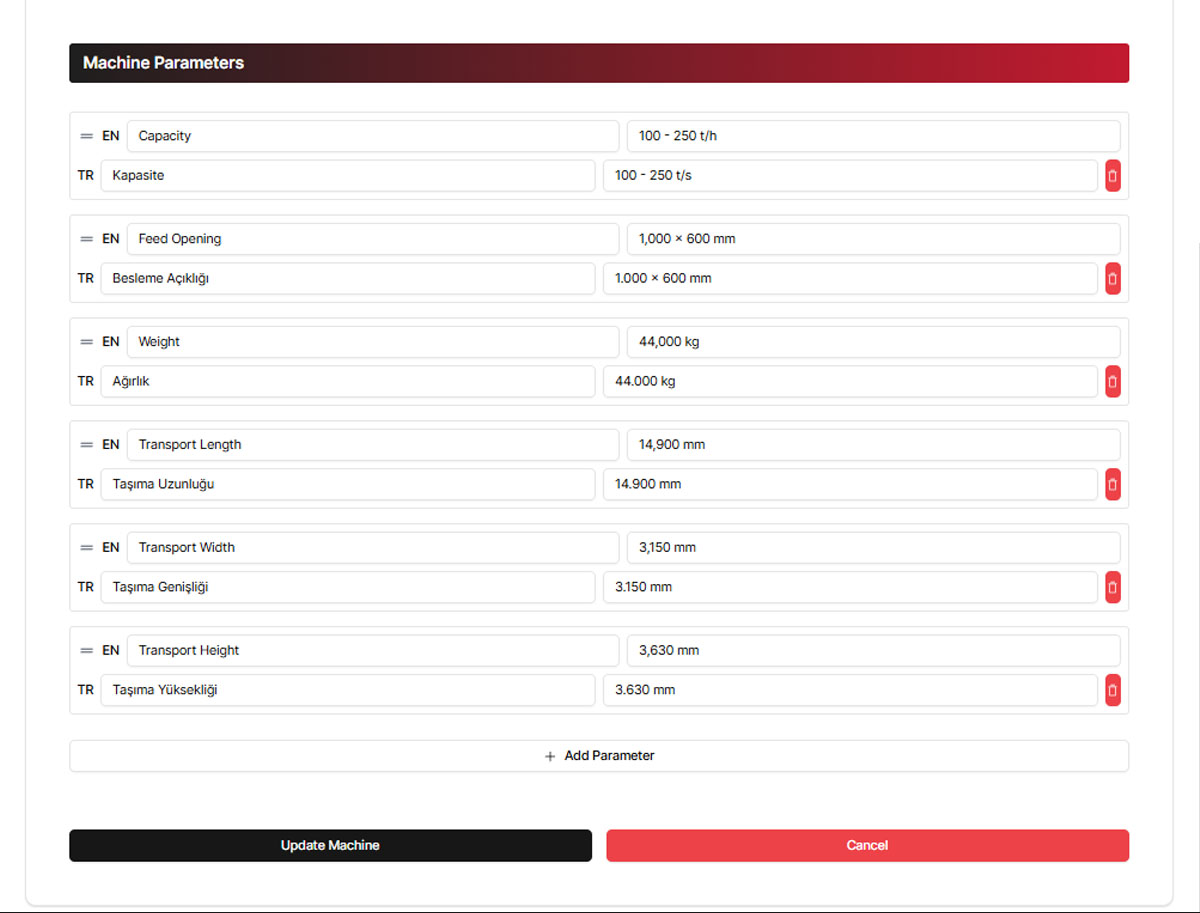 Machine Parameters
EN Capacity 100 - 250 t/h
TR Kapasite 100 - 250 t/s
EN Feed Opening 1,000 × 600 mm
TR Besleme Açıklığı 1.000 × 600 mm
EN Weight 44,000 kg
TR Ağırlık 44.000 kg
EN Transport Length 14,900 mm
TR Taşıma Uzunluğu 14.900 mm
EN Transport Width 3,150 mm
TR Taşıma Genişliği 3.150 mm
EN Transport Height 3,630 mm
TR Taşıma Yüksekliği 3.630 mm
+ Add Parameter
Update Machine Cancel